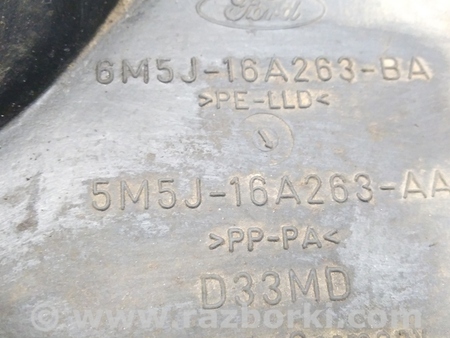 Ford
6M5J-16A263-BA
>PE-LLD<
5M5J-16A263-AA
>PP-PA<
D33MD
© www.razborki.com